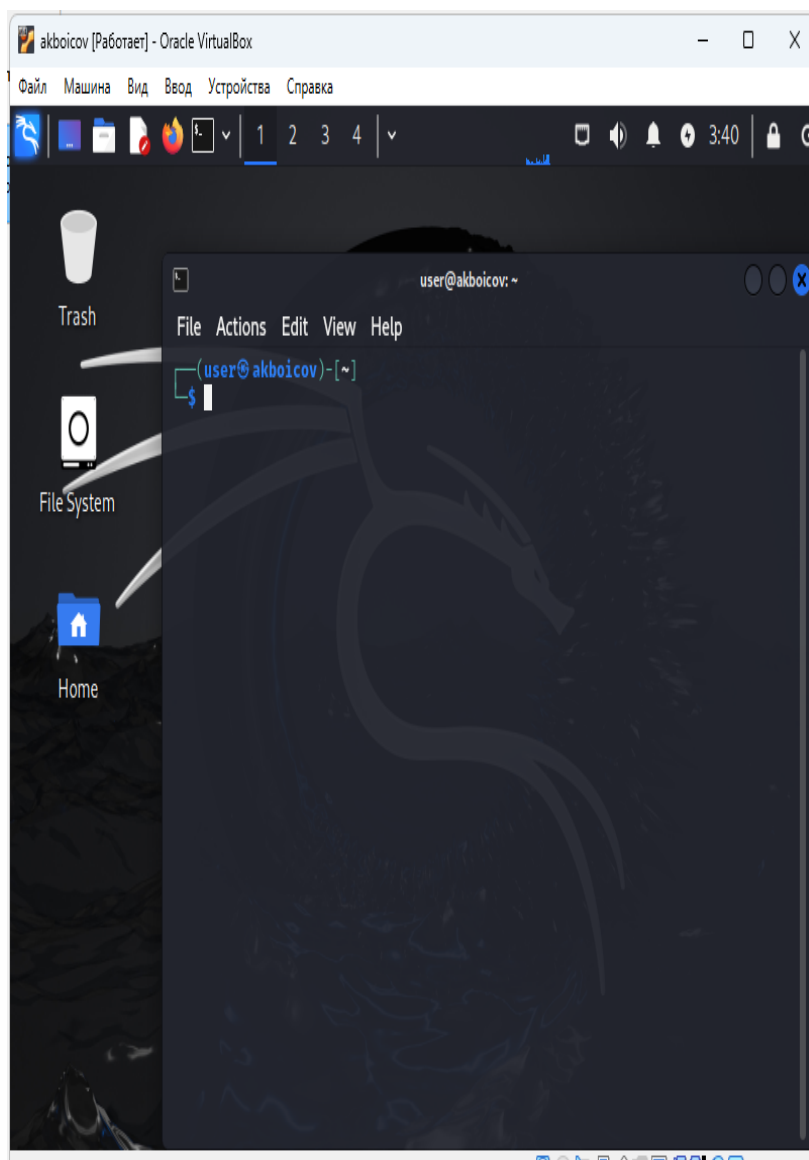 akboicov [Работает] - Oracle VirtualBox
Файл Машина Вид Ввод Устройства Справка
1 2 3 4 3:40
Trash
user@akboicov: ~
File Actions Edit View Help
(user㉿akboicov)-[~]
$
File System
Home